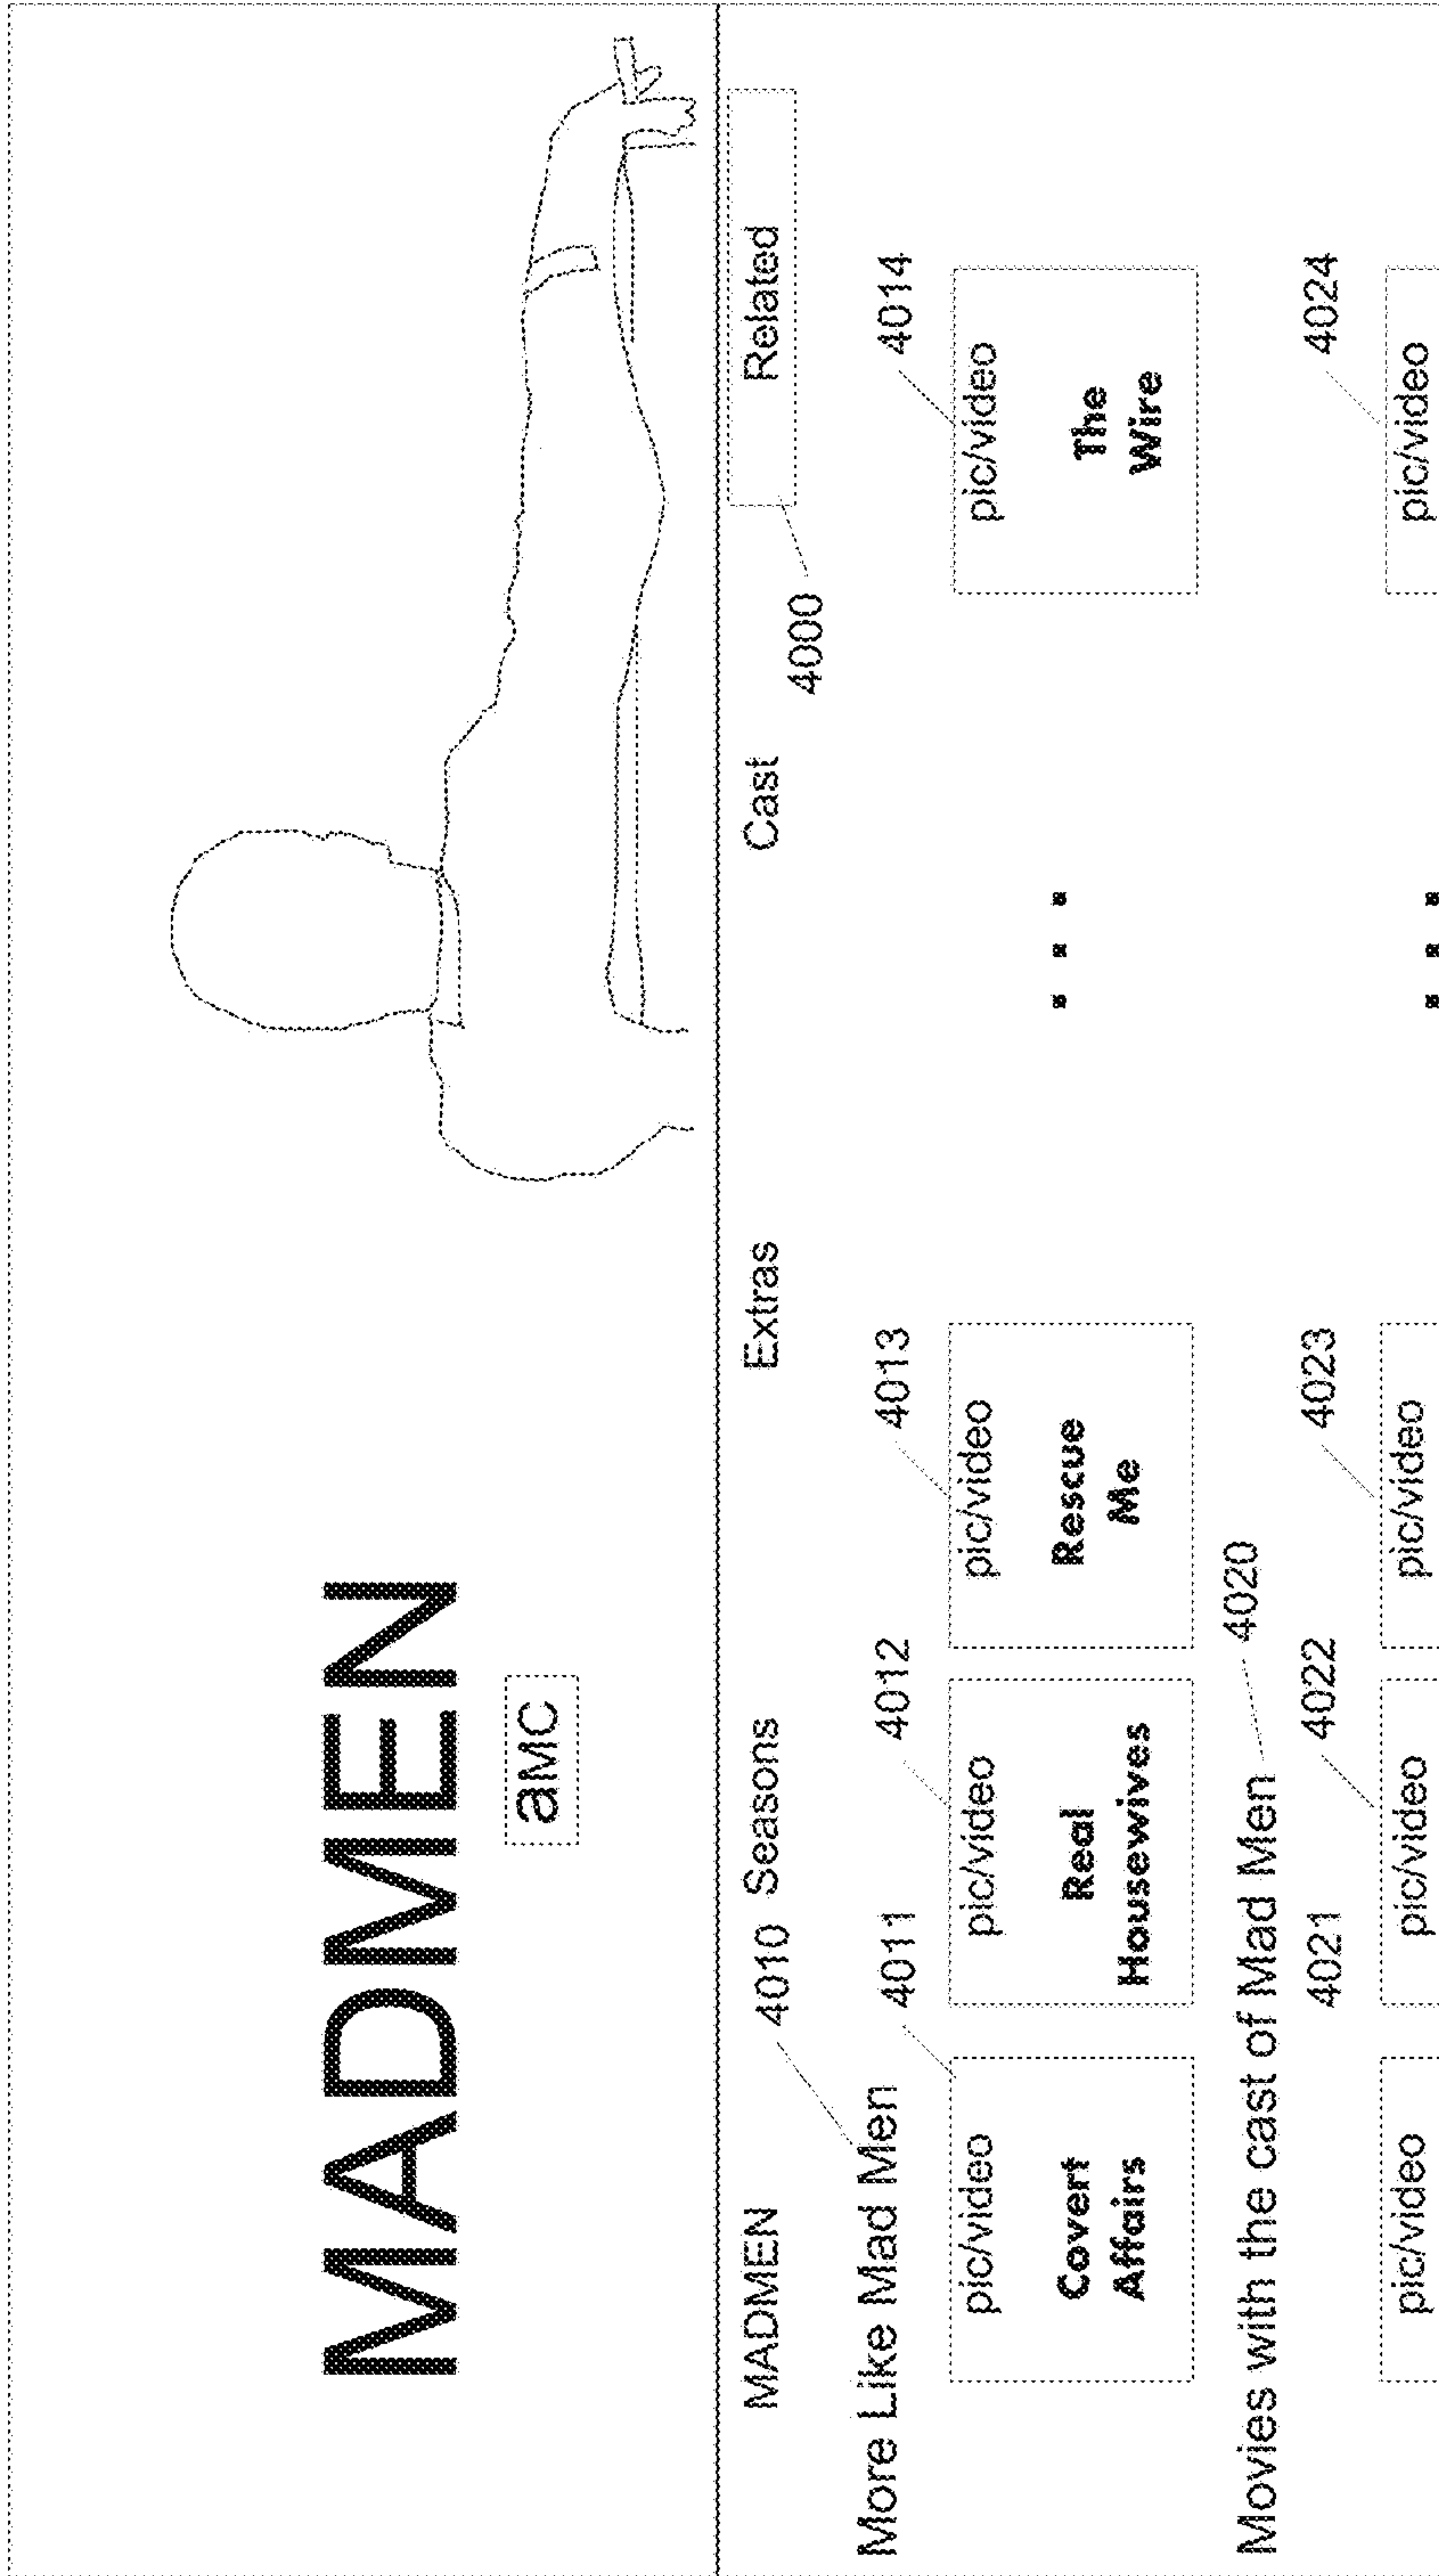 MADMEN
aMC
MADMEN Seasons Extras Cast Related
4010
4000
More Like Mad Men
4011 4012 4013 4014
pic/video pic/video pic/video pic/video
Covert Real Rescue The
Affairs Housewives Me Wire
Movies with the cast of Mad Men 4020
4021 4022 4023 4024
pic/video pic/video pic/video pic/video